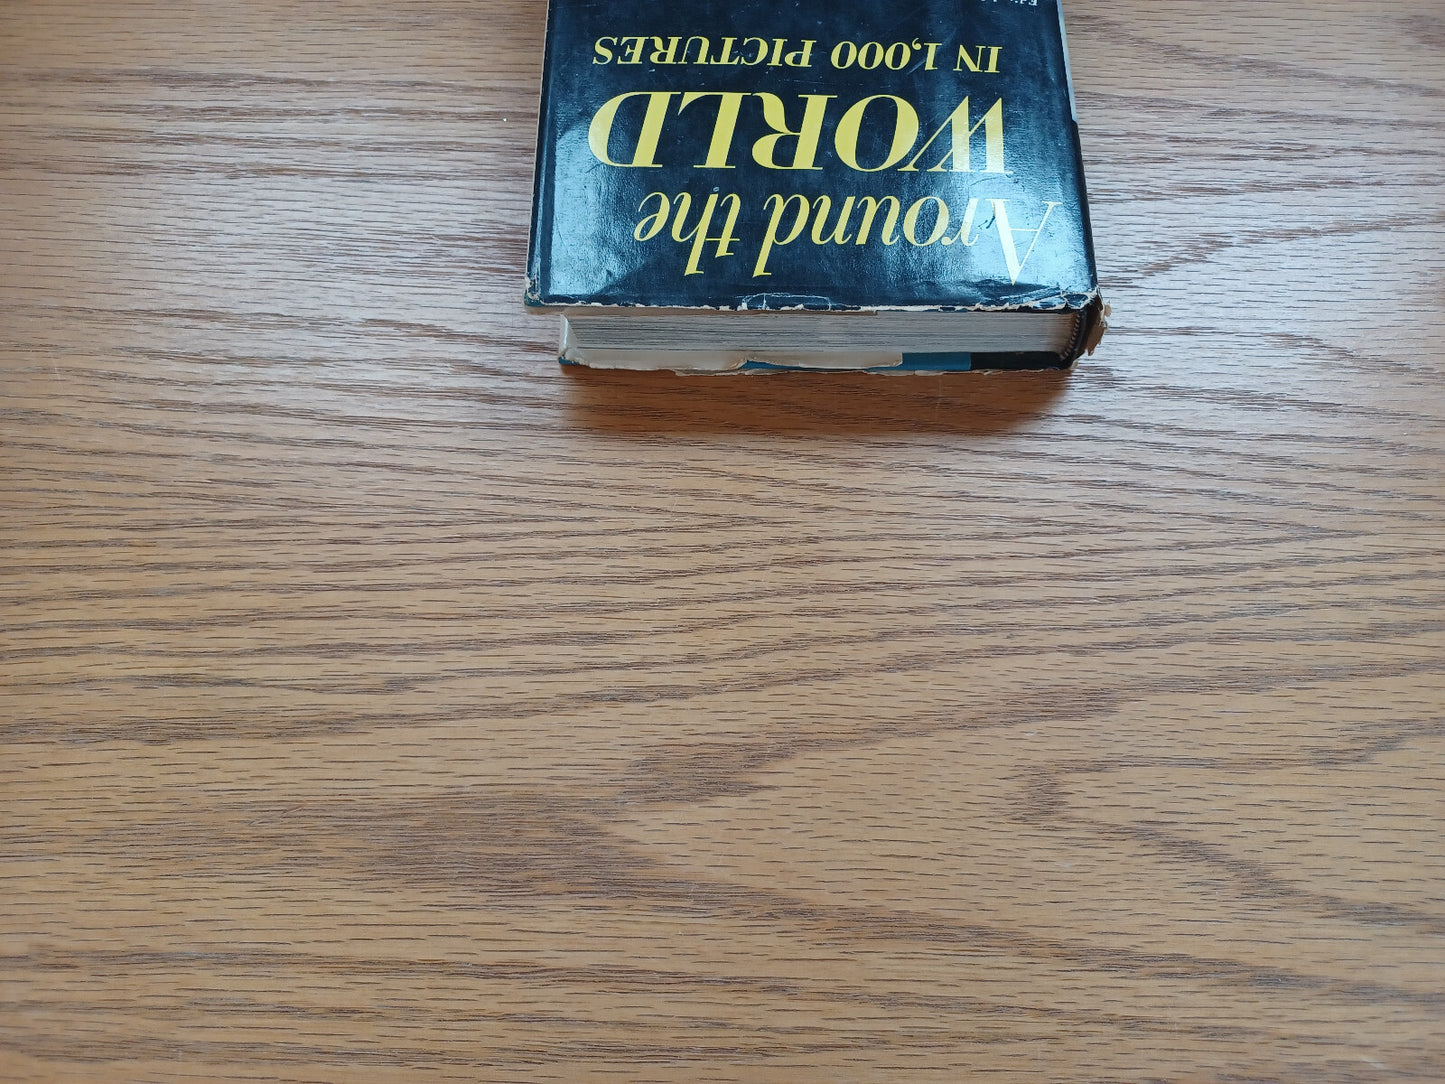 Around the
WORLD
IN 1,000 PICTURES